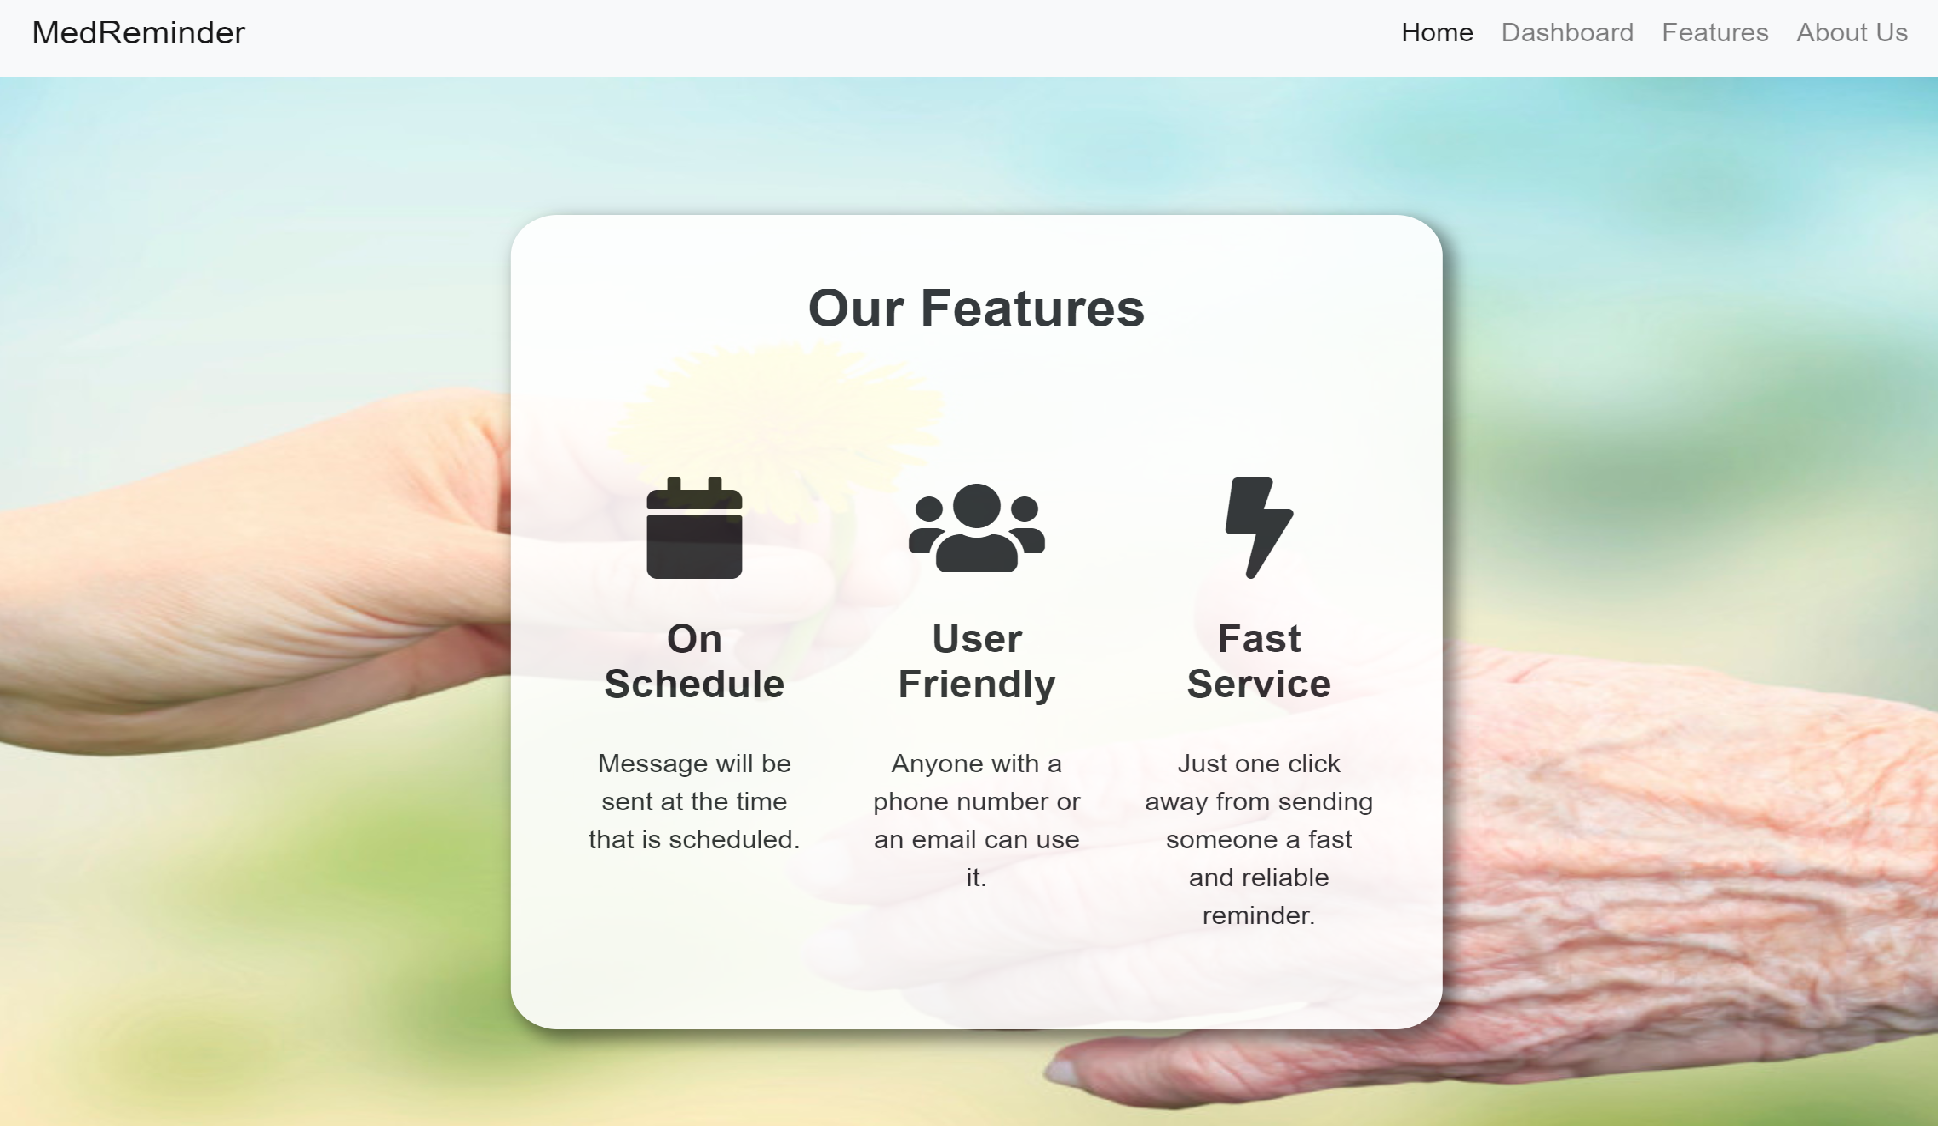 MedReminder
Home Dashboard Features About Us
Our Features
On
Schedule
Message will be
sent at the time
that is scheduled.
User
Friendly
Anyone with a
phone number or
an email can use
it.
Fast
Service
Just one click
away from sending
someone a fast
and reliable
reminder.